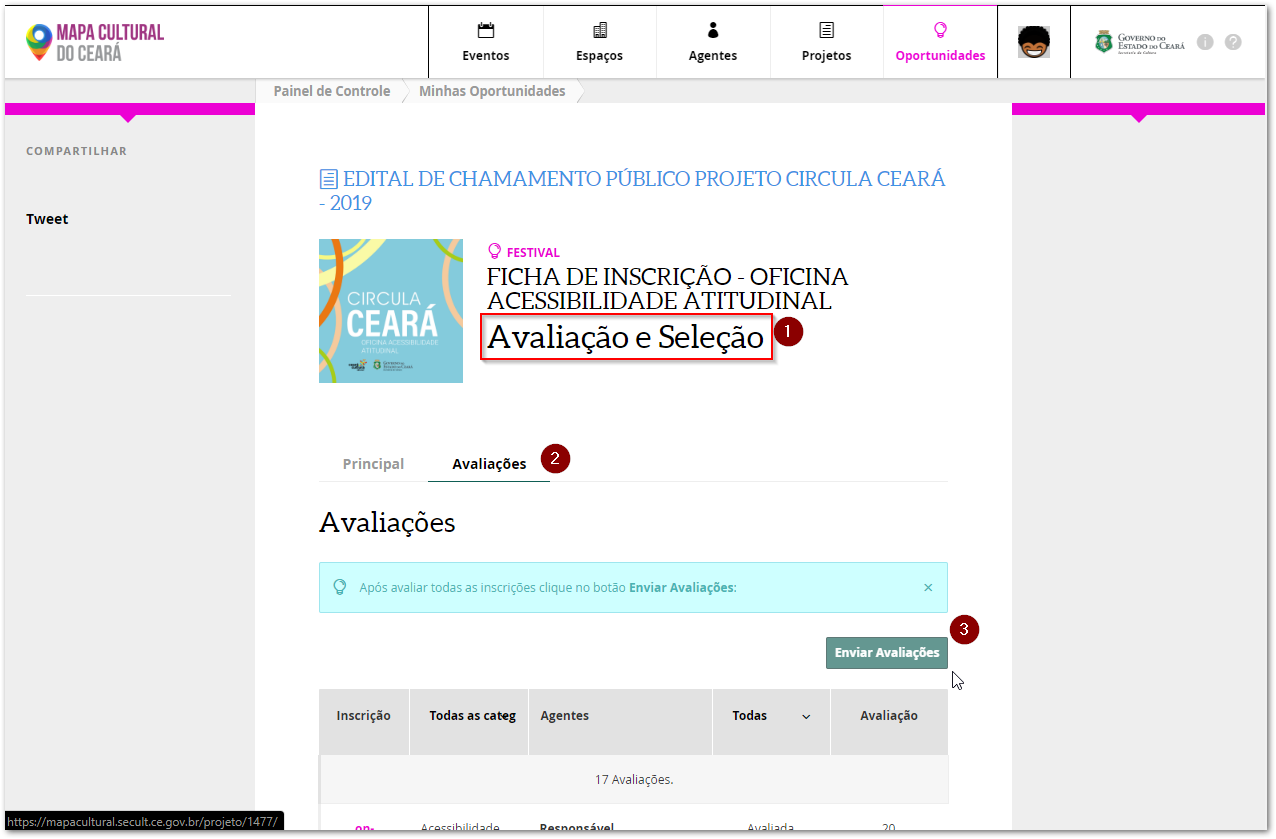 MAPA CULTURAL
DO CEARÁ
Eventos
Espaços
Agentes
Projetos
Oportunidades
GOVERNO DO
ESTADO DO CEARÁ
Secretaria da Cultura
i
?
Painel de Controle
Minhas Oportunidades
COMPARTILHAR
Tweet
EDITAL DE CHAMAMENTO PÚBLICO PROJETO CIRCULA CEARÁ
- 2019
CIRCULA
CEARÁ
OFICINA ACESSIBILIDADE
ATITUDINAL
FESTIVAL
FICHA DE INSCRIÇÃO - OFICINA
ACESSIBILIDADE ATITUDINAL
Avaliação e Seleção
1
Principal
Avaliações
2
Avaliações
Após avaliar todas as inscrições clique no botão Enviar Avaliações:
×
3
Enviar Avaliações
Inscrição
Todas as categ
Agentes
Todas
Avaliação
17 Avaliações.
on-
Acessibilidade
Responsável
Avaliada
20
https://mapacultural.secult.ce.gov.br/projeto/1477/